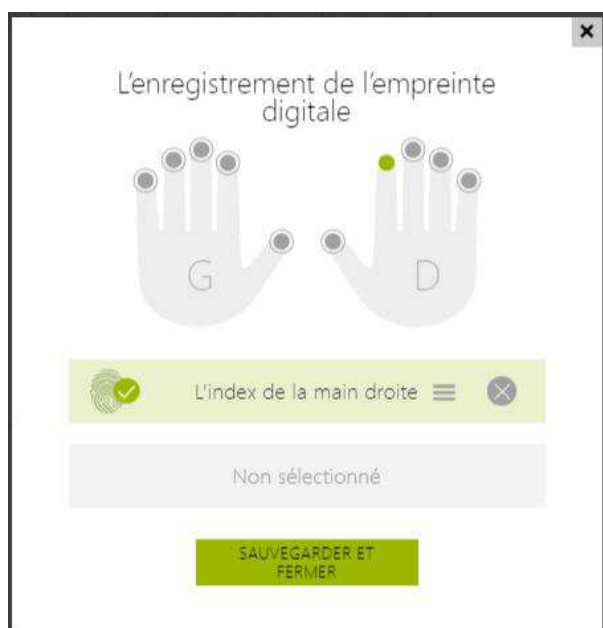 L'enregistrement de l'empreinte
digitale
G
D
L'index de la main droite
Non sélectionné
SAUVEGARDER ET
FERMER